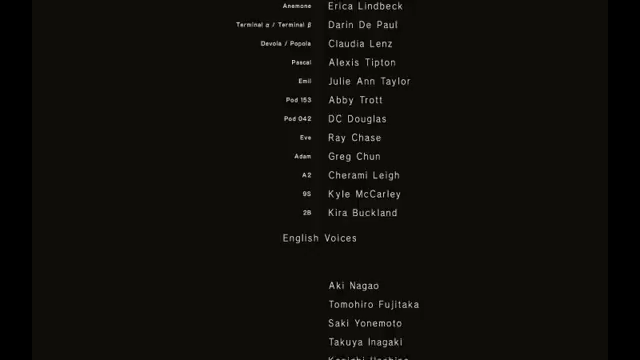 Anemone Erica Lindbeck
Terminal α / Terminal β Darin De Paul
Devola / Popola Claudia Lenz
Pascal Alexis Tipton
Emil Julie Ann Taylor
Pod 153 Abby Trott
Pod 042 DC Douglas
Eve Ray Chase
Adam Greg Chun
A2 Cherami Leigh
9S Kyle McCarley
2B Kira Buckland
English Voices
Aki Nagao
Tomohiro Fujitaka
Saki Yonemoto
Takuya Inagaki